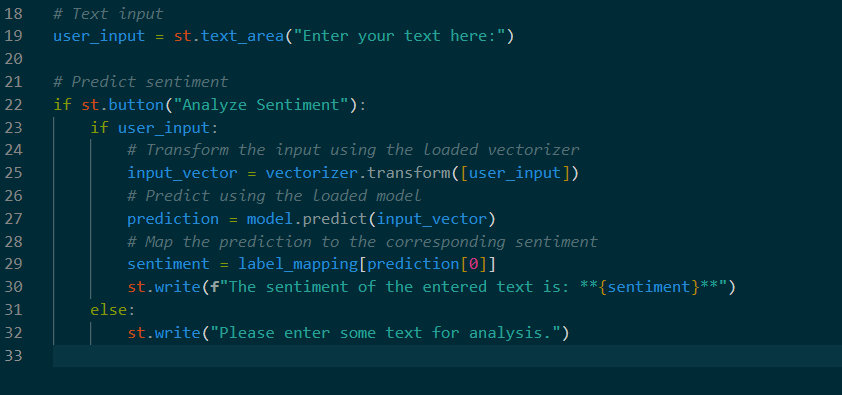 18 # Text input
19 user_input = st.text_area("Enter your text here:")
20
21 # Predict sentiment
22 if st.button("Analyze Sentiment"):
23     if user_input:
24         # Transform the input using the loaded vectorizer
25         input_vector = vectorizer.transform([user_input])
26         # Predict using the loaded model
27         prediction = model.predict(input_vector)
28         # Map the prediction to the corresponding sentiment
29         sentiment = label_mapping[prediction[0]]
30         st.write(f"The sentiment of the entered text is: **{sentiment}**")
31     else:
32         st.write("Please enter some text for analysis.")
33